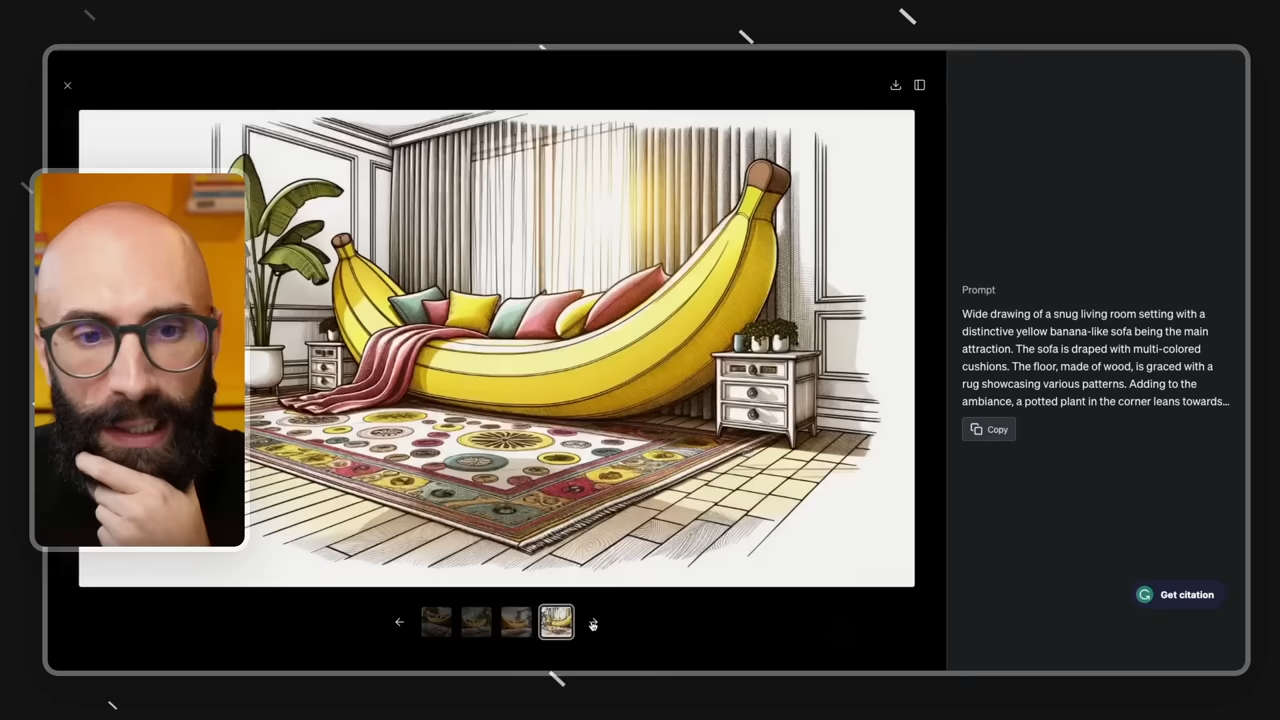 Prompt
Wide drawing of a snug living room setting with a
distinctive yellow banana-like sofa being the main
attraction. The sofa is draped with multi-colored
cushions. The floor, made of wood, is graced with a
rug showcasing various patterns. Adding to the
ambiance, a potted plant in the corner leans towards...
Copy
Get citation